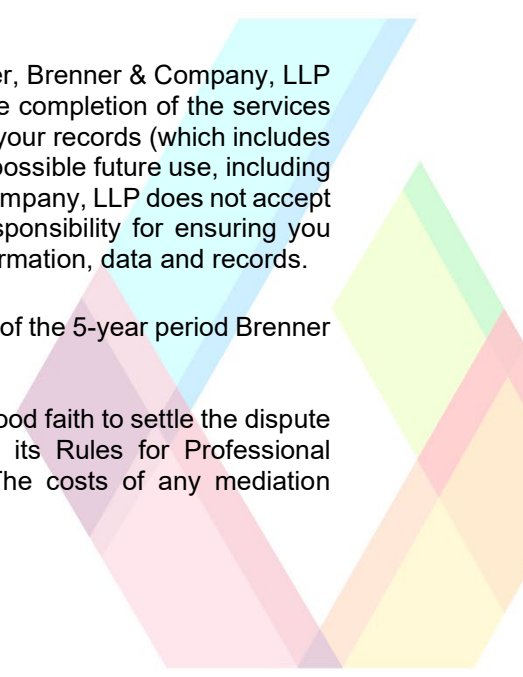 er, Brenner & Company, LLP
e completion of the services
your records (which includes
possible future use, including
mpany, LLP does not accept
sponsibility for ensuring you
rmation, data and records.
of the 5-year period Brenner
ood faith to settle the dispute
its Rules for Professional
The costs of any mediation